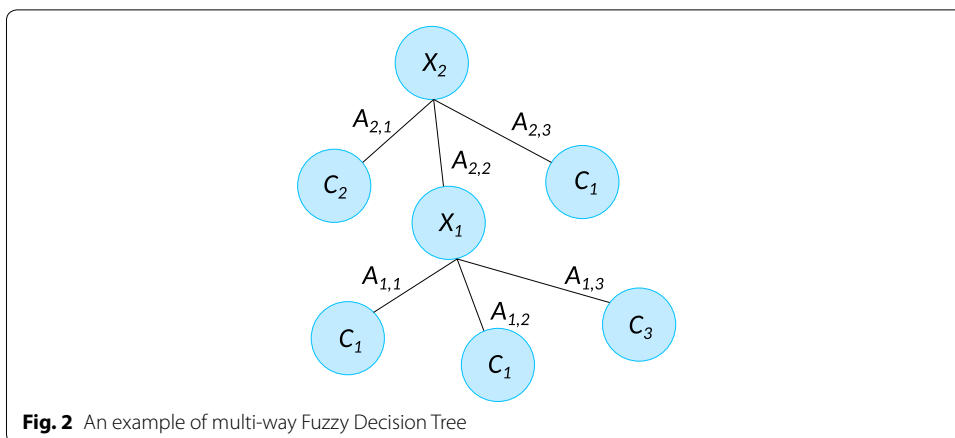 X2
A2,1
A2,3
A2,2
C2
C1
X1
A1,1
A1,3
A1,2
C1
C3
C1
Fig. 2 An example of multi-way Fuzzy Decision Tree